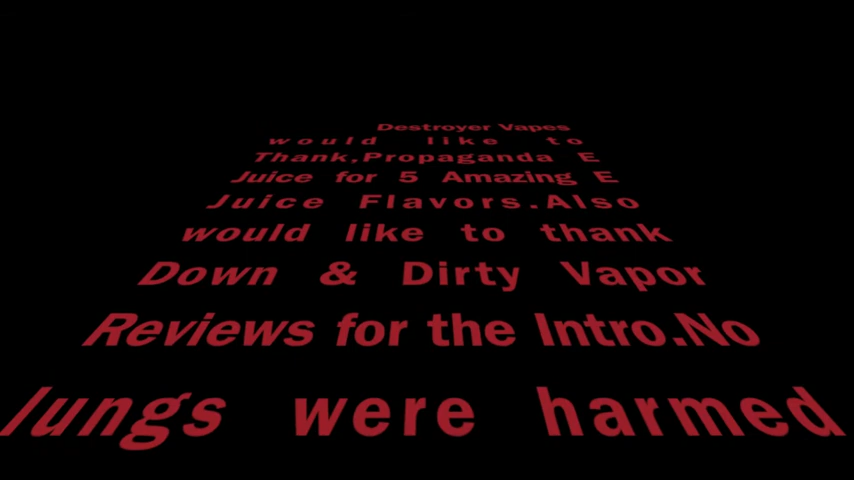 Destroyer Vapes
would like to
Thank,Propaganda E
Juice for 5 Amazing E
Juice Flavors.Also
would like to thank
Down & Dirty Vapor
Reviews for the Intro.No
lungs were harmed